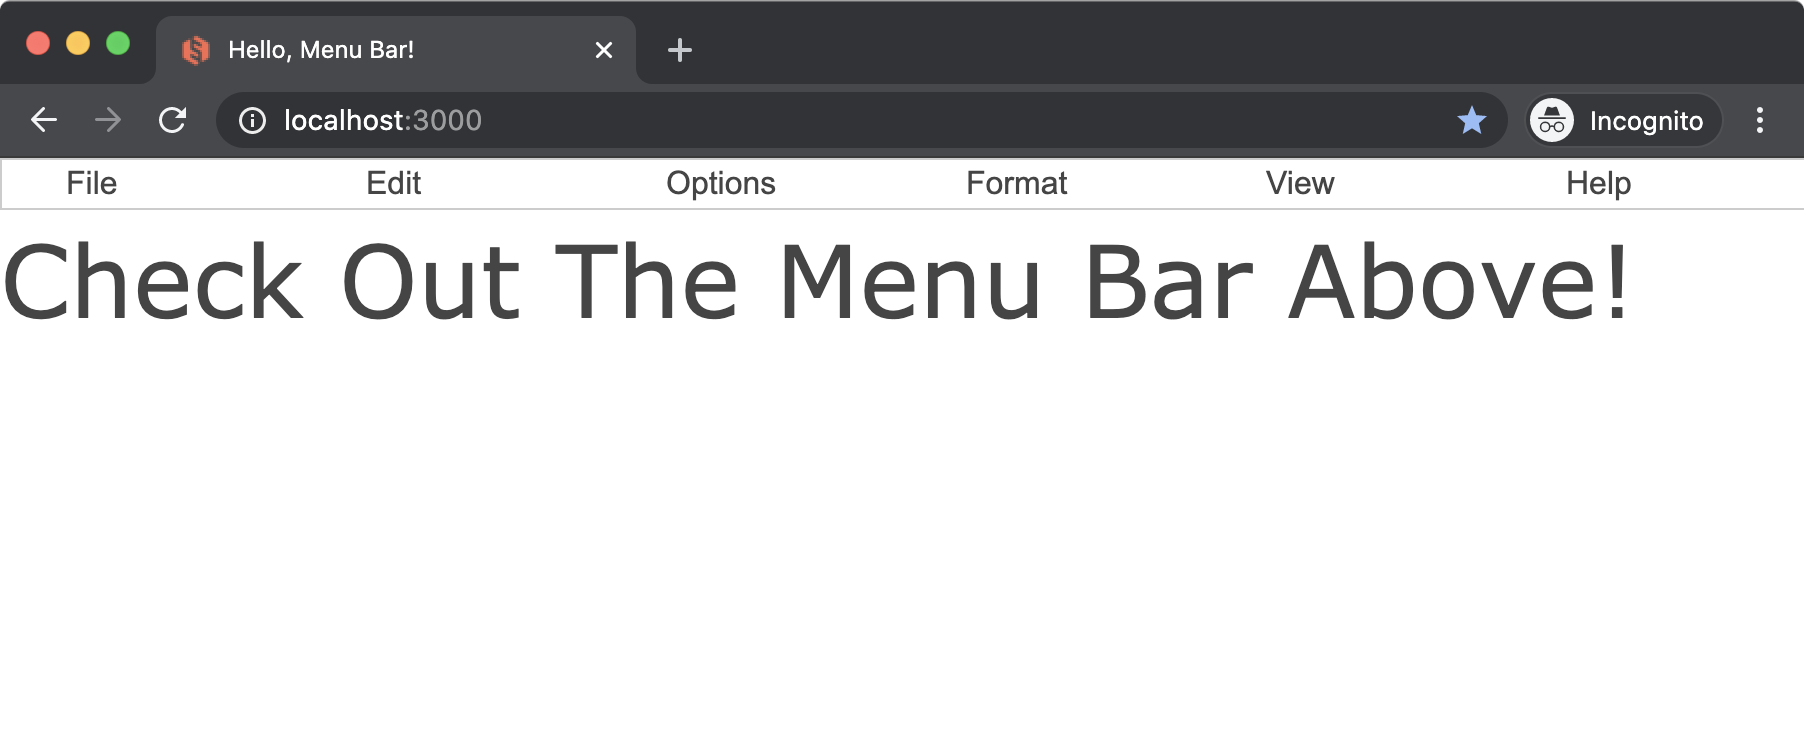 Hello, Menu Bar!
localhost:3000
Incognito
File Edit Options Format View Help
Check Out The Menu Bar Above!